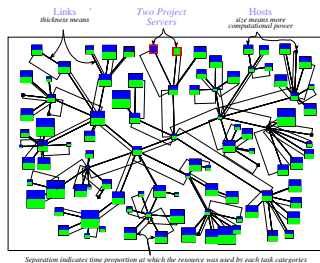 Links
thickness means
Two Project
Servers
Hosts
size means more
computational power
Separation indicates time proportion at which the resource was used by each task categories